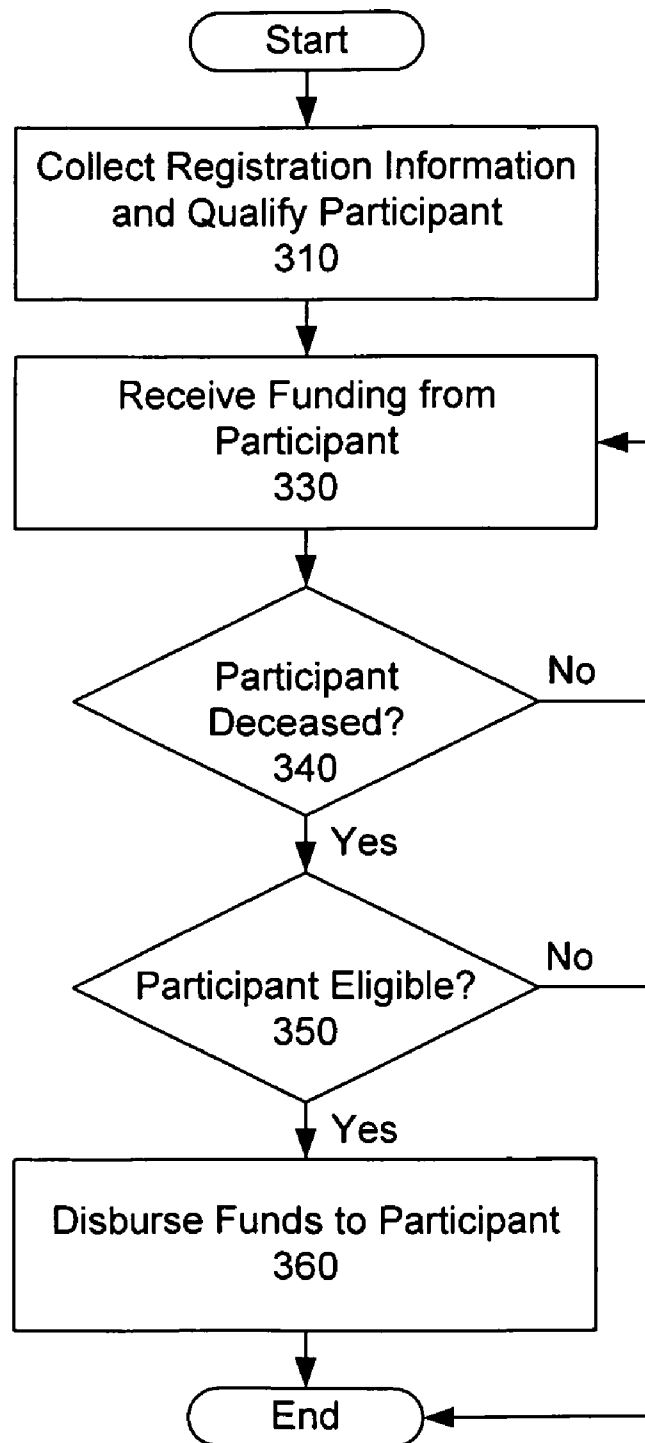 Start
Collect Registration Information
and Qualify Participant
310
Receive Funding from
Participant
330
Participant
Deceased?
340
No
Yes
Participant Eligible?
350
No
Yes
Disburse Funds to Participant
360
End